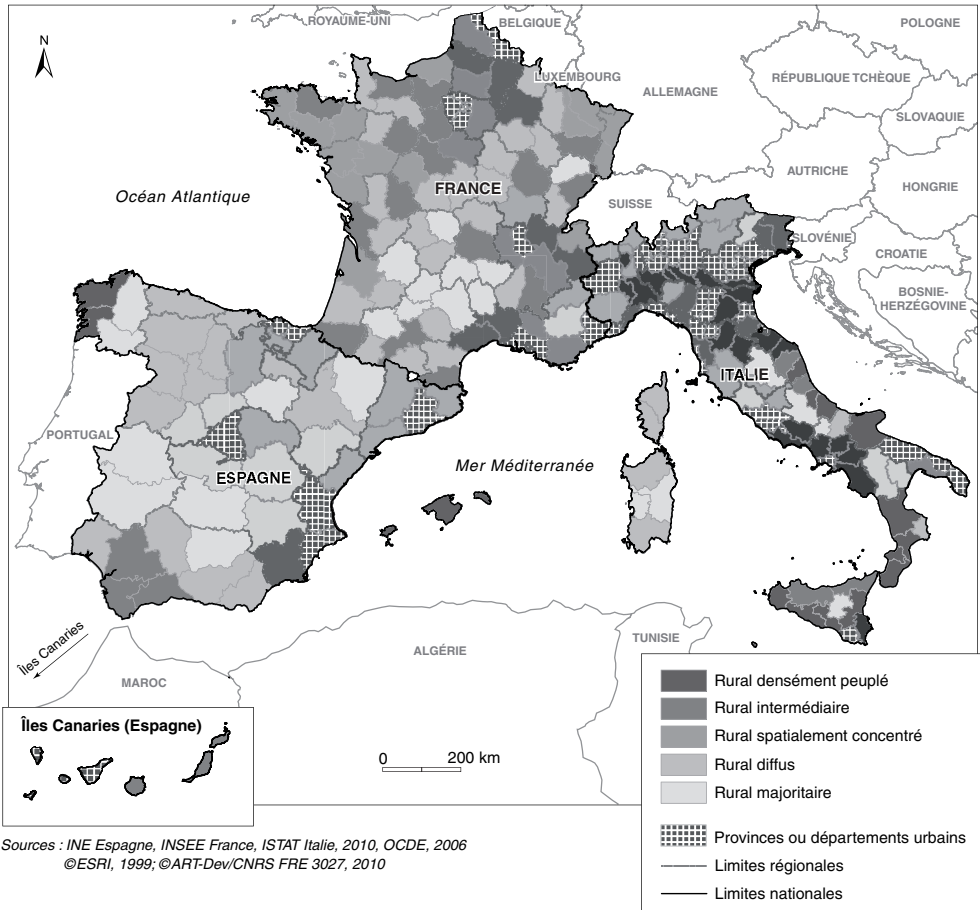 ROYAUME-UNI
BELGIQUE
POLOGNE
N
LUXEMBOURG
ALLEMAGNE
RÉPUBLIQUE TCHÈQUE
SLOVAQUIE
AUTRICHE
HONGRIE
Océan Atlantique
FRANCE
SUISSE
SLOVÉNIE
CROATIE
BOSNIE-
HERZÉGOVINE
ITALIE
PORTUGAL
ESPAGNE
Mer Méditerranée
Îles Canaries
MAROC
ALGÉRIE
TUNISIE
Îles Canaries (Espagne)
0 200 km
Rural densément peuplé
Rural intermédiaire
Rural spatialement concentré
Rural diffus
Rural majoritaire
Provinces ou départements urbains
Limites régionales
Limites nationales
Sources : INE Espagne, INSEE France, ISTAT Italie, 2010, OCDE, 2006
©ESRI, 1999; ©ART-Dev/CNRS FRE 3027, 2010